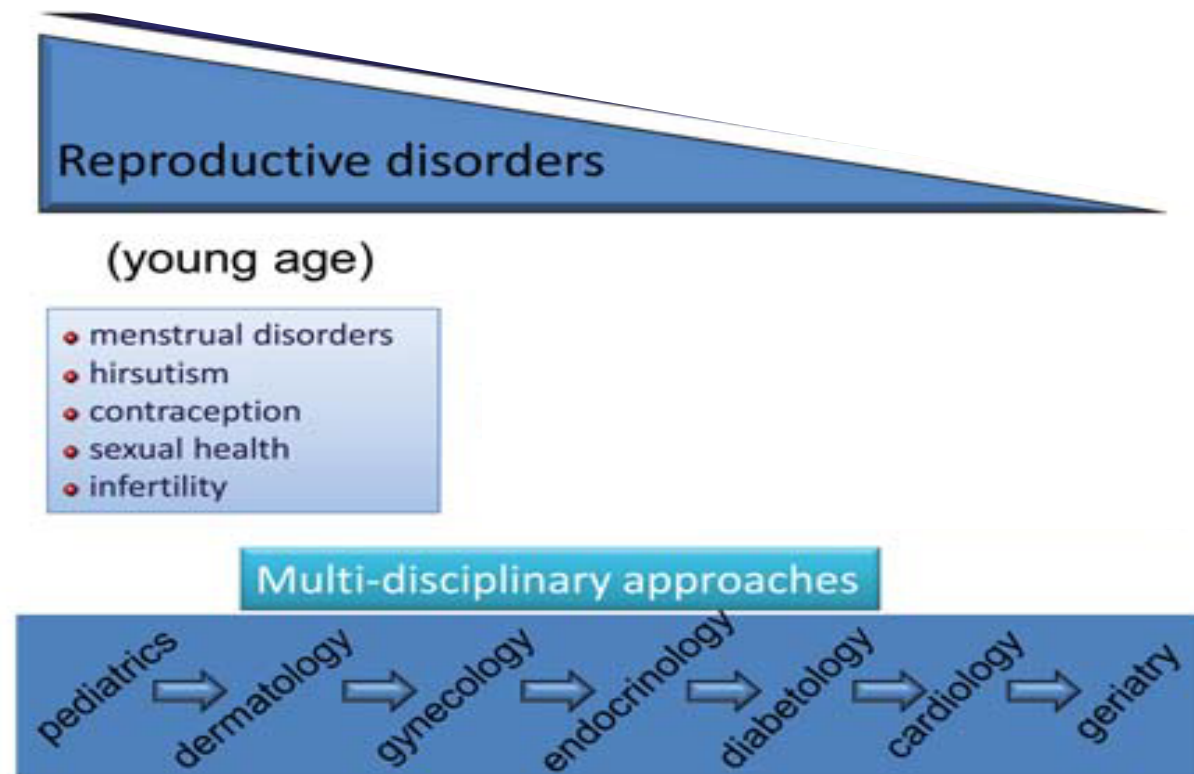 Reproductive disorders
(young age)
menstrual disorders
hirsutism
contraception
sexual health
infertility
Multi-disciplinary approaches
pediatrics
dermatology
gynecology
endocrinology
diabetology
cardiology
geriatry